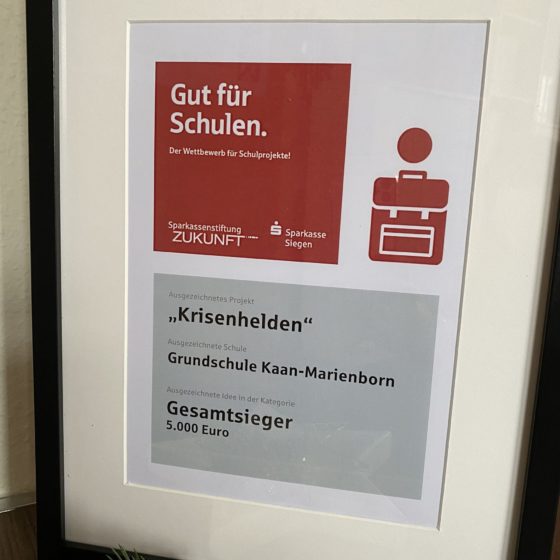 Gut für
Schulen.
Der Wettbewerb für Schulprojekte!
Sparkassenstiftung
ZUKUNFT
Sparkasse
Siegen
Ausgezeichnetes Projekt
„Krisenhelden“
Ausgezeichnete Schule
Grundschule Kaan-Marienborn
Ausgezeichnete Idee in der Kategorie
Gesamtsieger
5.000 Euro